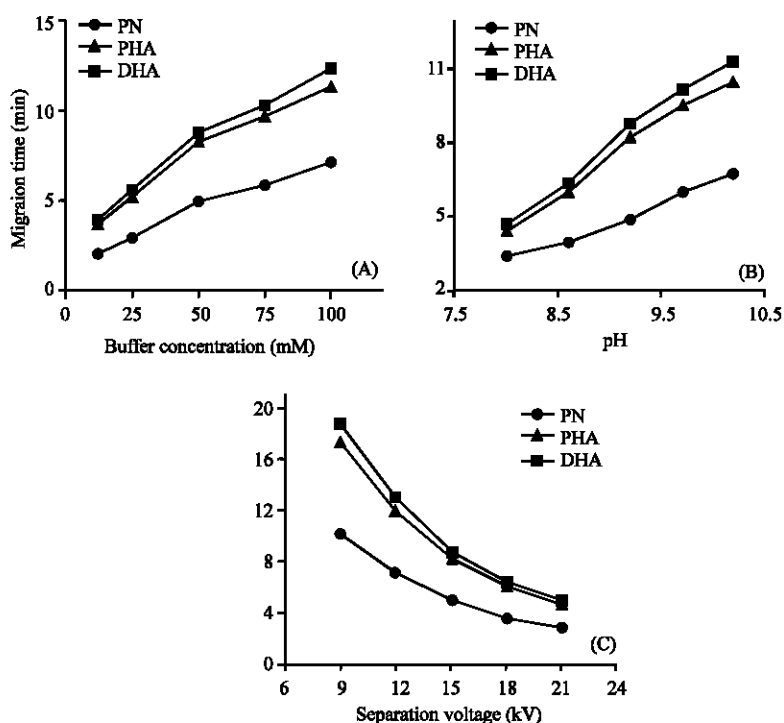 15
10
5
0
Migraion time (min)
PN
PHA
DHA
(A)
0 25 50 75 100
Buffer concentration (mM)
11
8
5
2
PN
PHA
DHA
(B)
7.5 8.5 9.5 10.5
pH
20
16
12
8
4
0
PN
PHA
DHA
(C)
6 9 12 15 18 21 24
Separation voltage (kV)